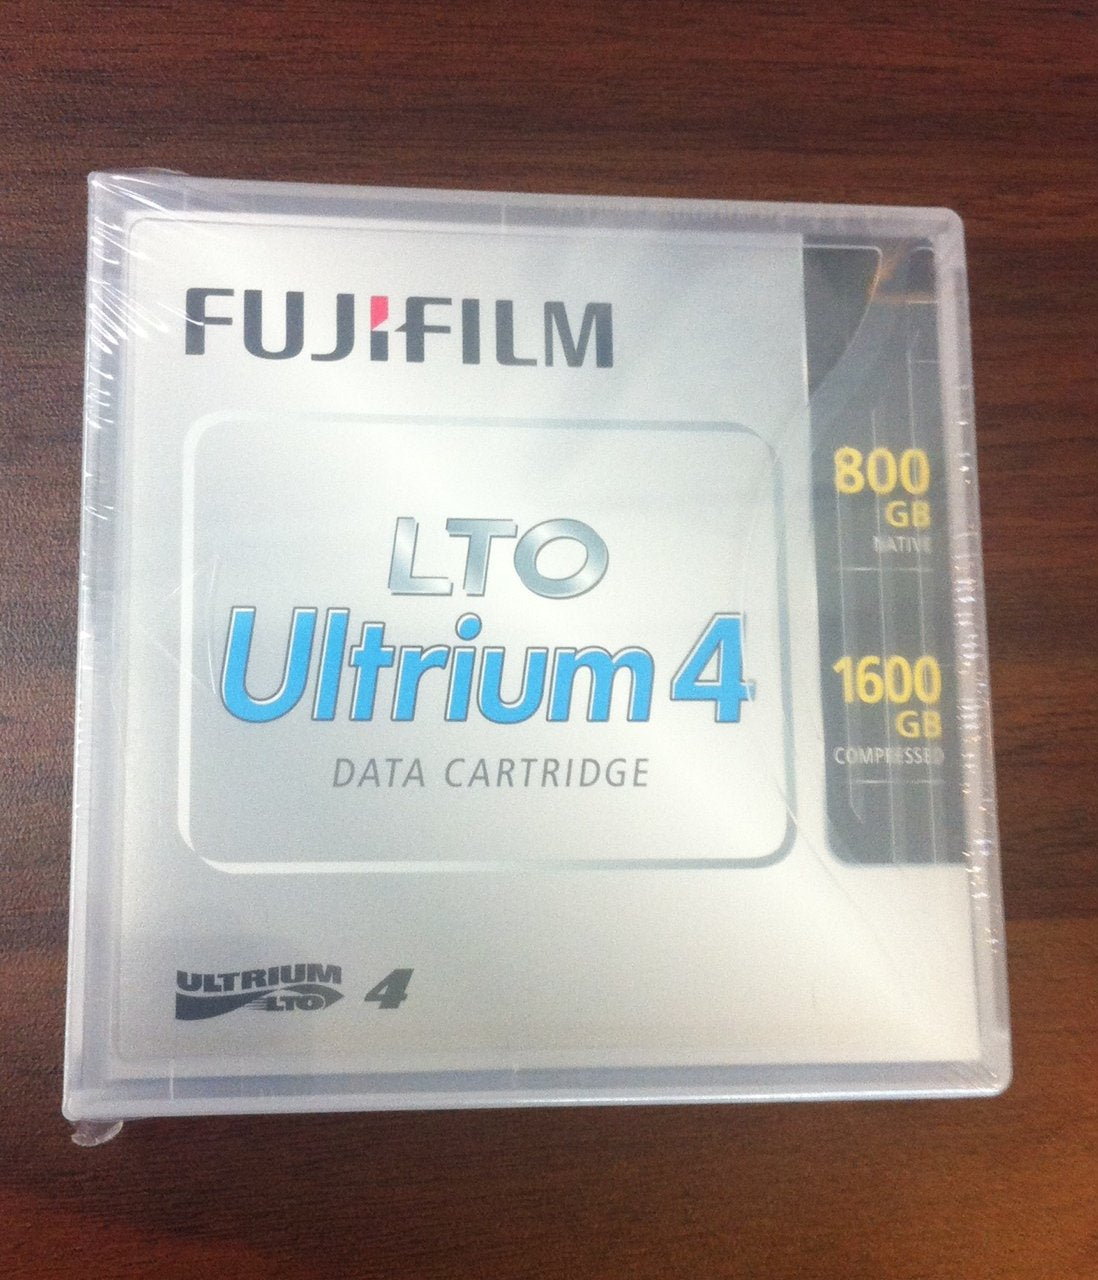 FUJIFILM
LTO
Ultrium 4
DATA CARTRIDGE
800
GB
NATIVE
1600
GB
COMPRESSED
ULTRIUM
LTO
4